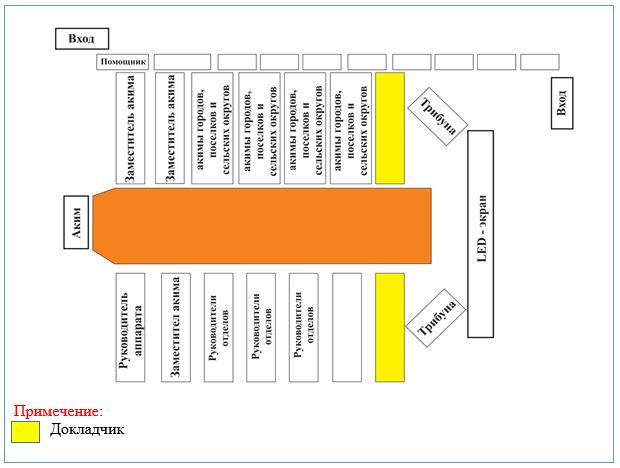 Вход
Помощник
Заместитель акима
Заместитель акима
акимы городов,
поселков и
сельских округов
акимы городов,
поселков и
сельских округов
акимы городов,
поселков и
сельских округов
акимы городов,
поселков и
сельских округов
Трибуна
Вход
Аким
LED - экран
Руководитель
аппарата
Заместител акима
Руководители
отделов
Руководители
отделов
Руководители
отделов
Трибуна
Примечение:
Докладчик